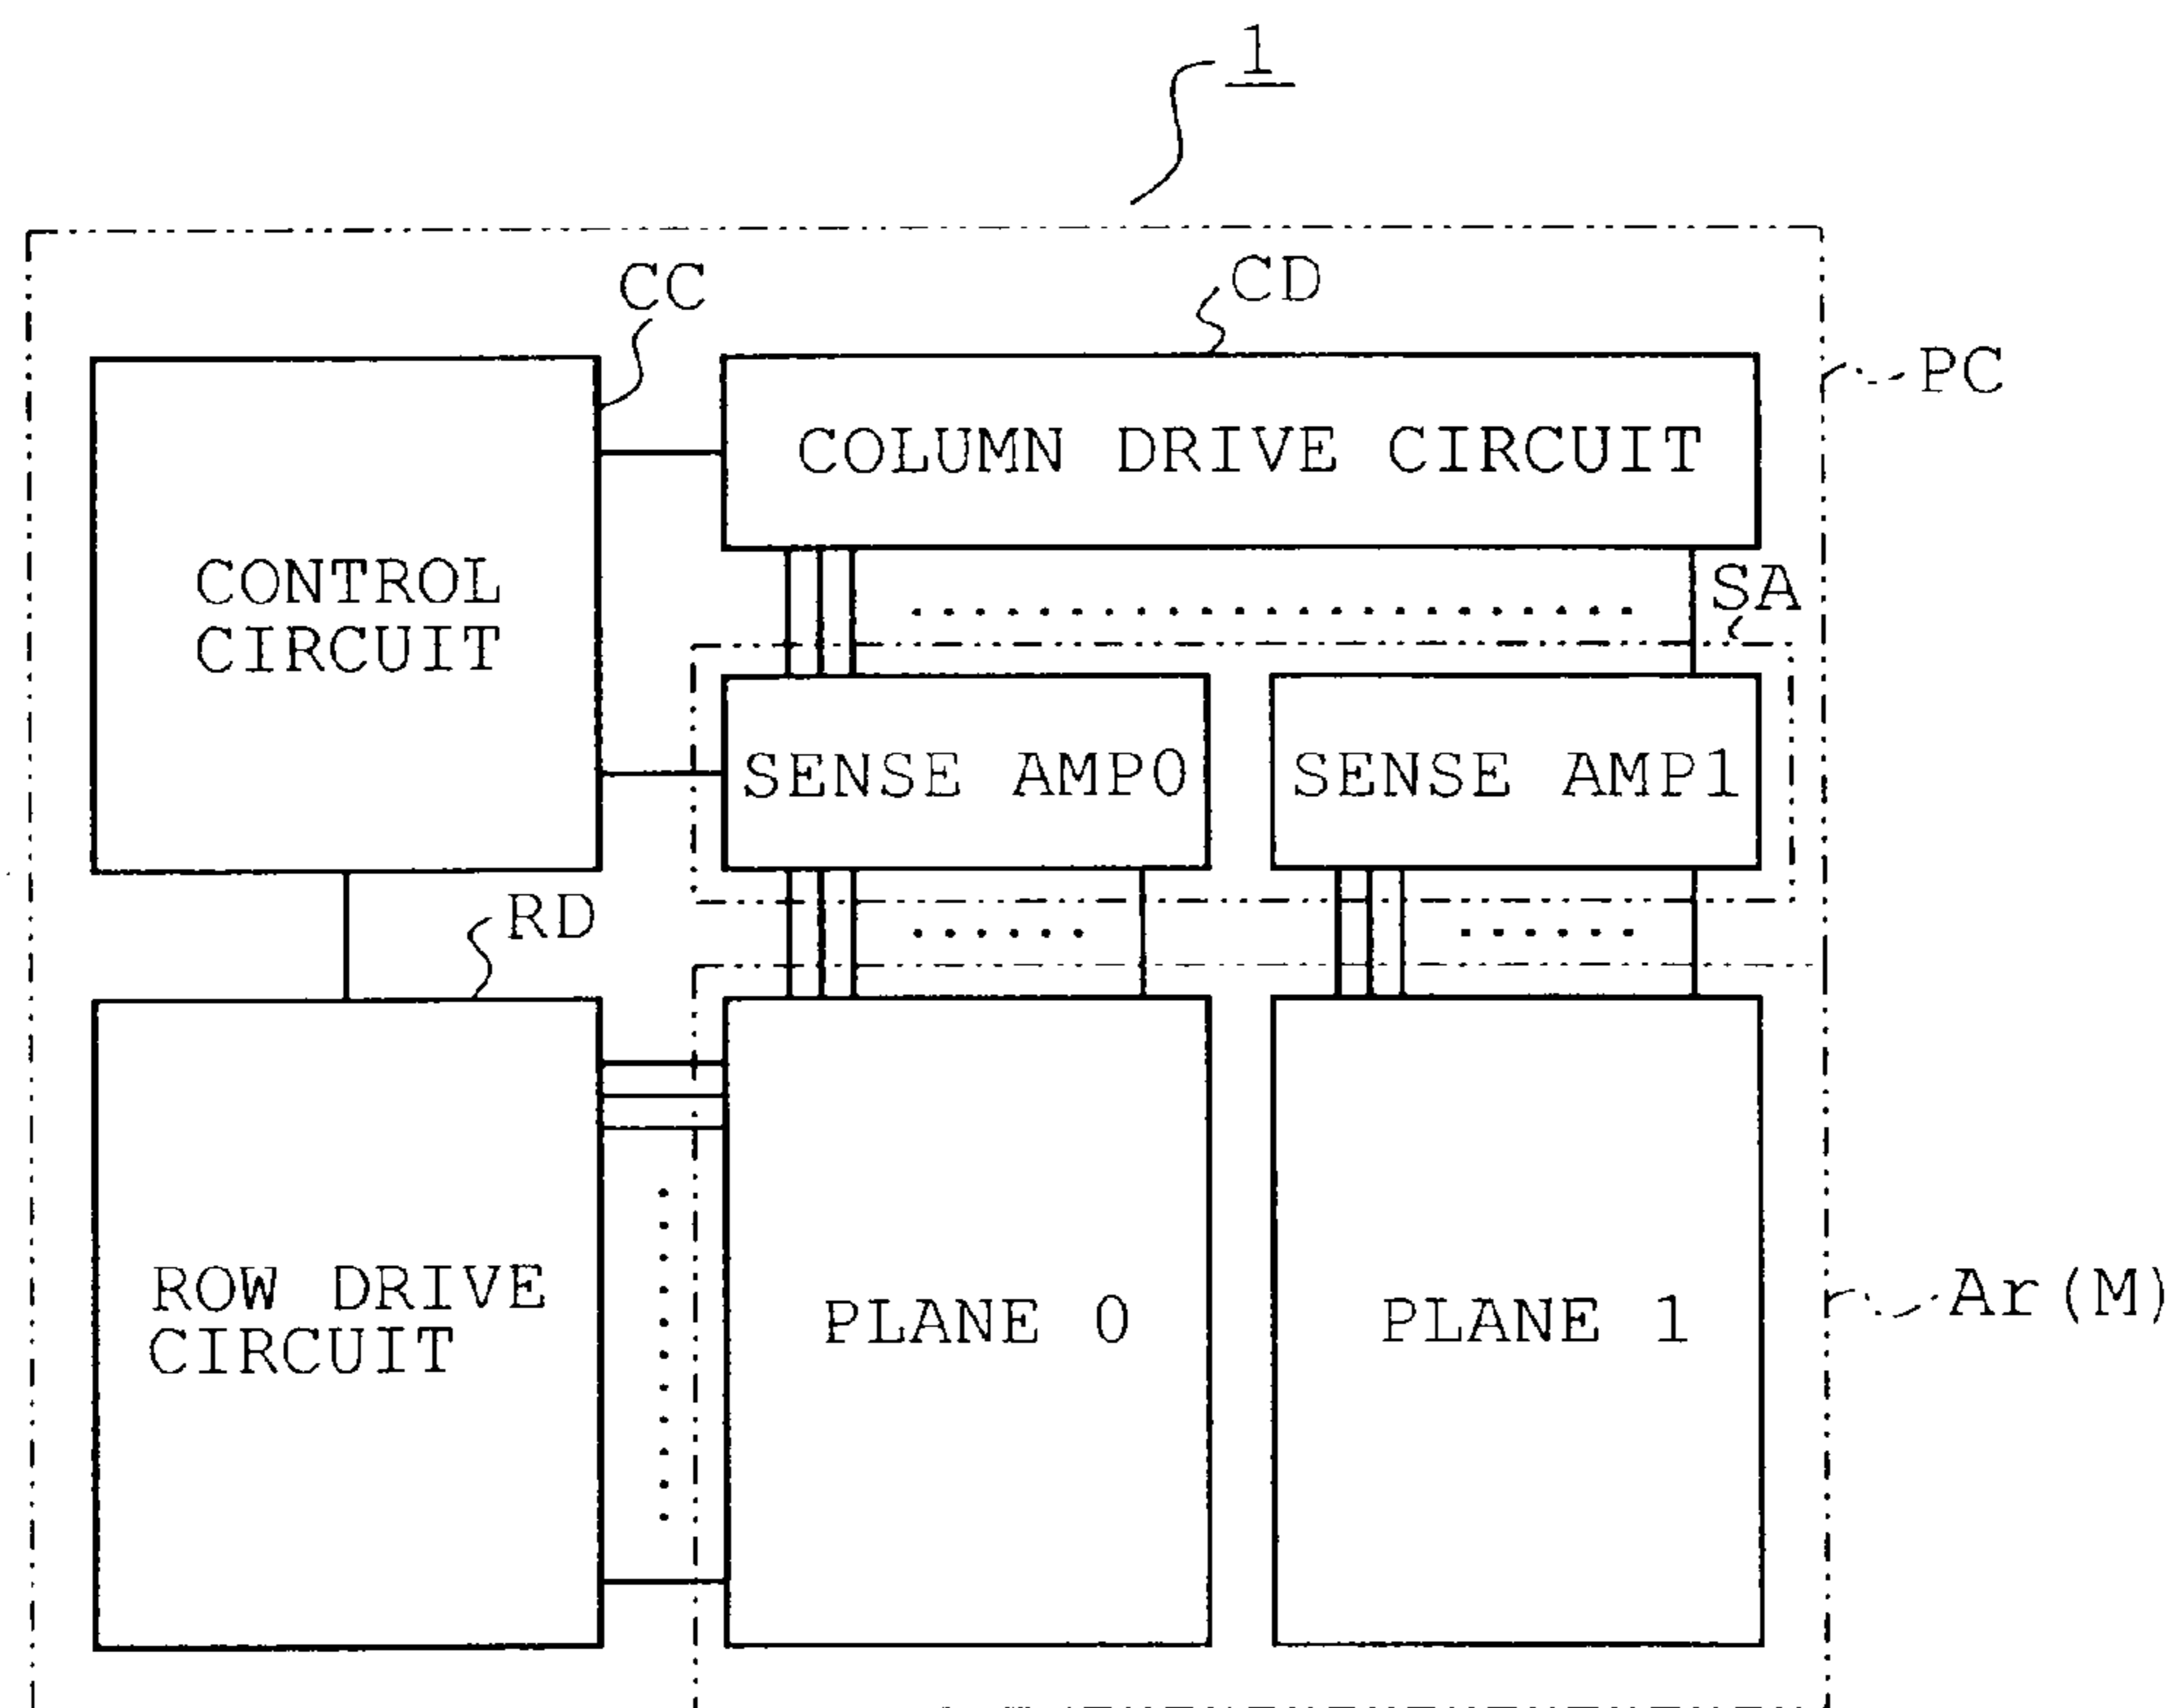 1
CC
CD
PC
COLUMN DRIVE CIRCUIT
CONTROL
CIRCUIT
SA
SENSE AMP0
SENSE AMP1
RD
ROW DRIVE
CIRCUIT
PLANE 0
PLANE 1
Ar(M)